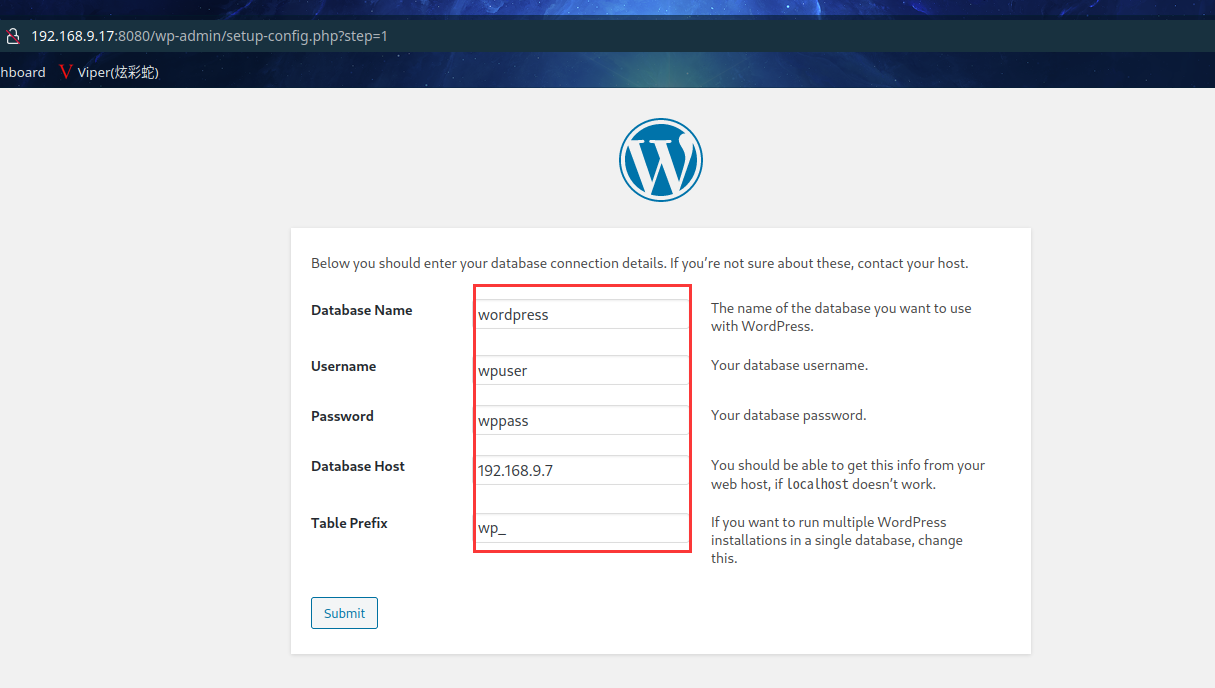 192.168.9.17:8080/wp-admin/setup-config.php?step=1
hboard V Viper(炫彩蛇)
W
Below you should enter your database connection details. If you’re not sure about these, contact your host.
Database Name
wordpress
The name of the database you want to use
with WordPress.
Username
wpuser
Your database username.
Password
wppass
Your database password.
Database Host
192.168.9.7
You should be able to get this info from your
web host, if localhost doesn’t work.
Table Prefix
wp_
If you want to run multiple WordPress
installations in a single database, change
this.
Submit